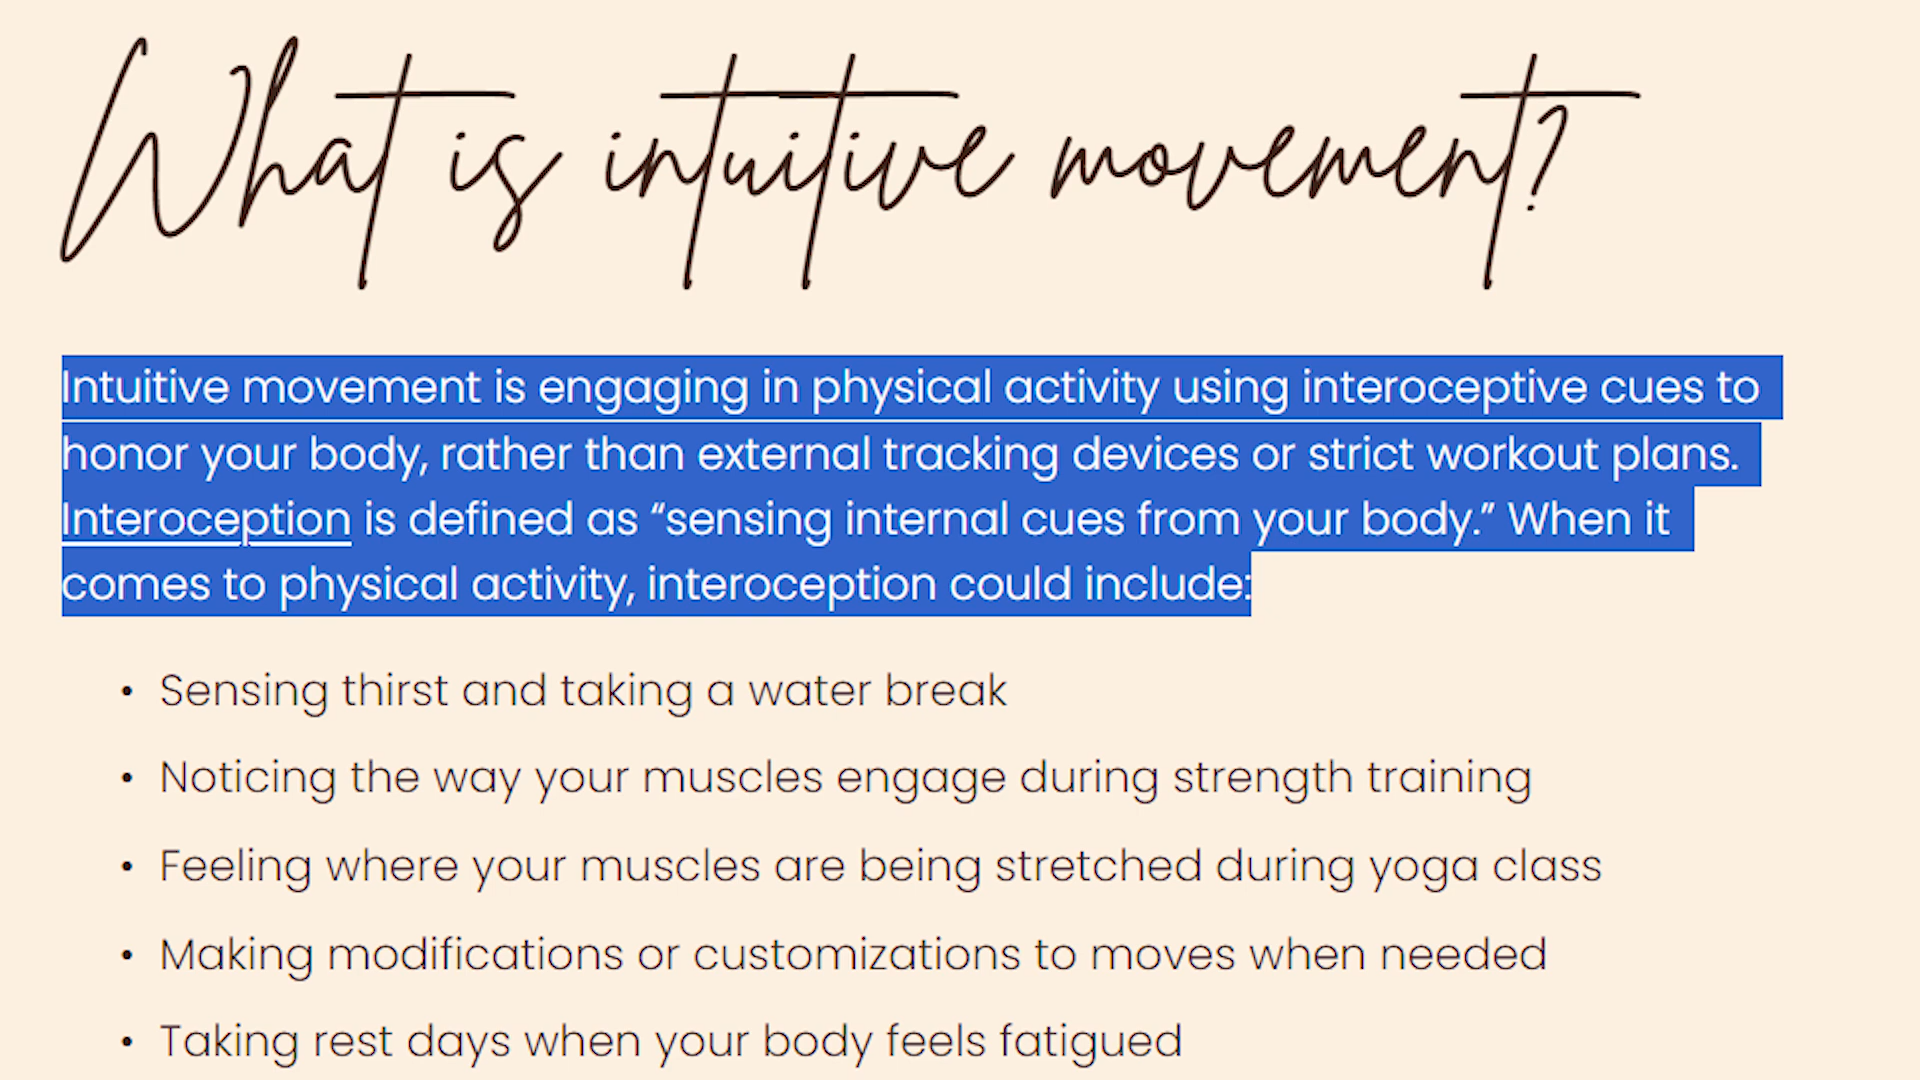 What is intuitive movement?
Intuitive movement is engaging in physical activity using interoceptive cues to
honor your body, rather than external tracking devices or strict workout plans.
Interoception is defined as “sensing internal cues from your body.” When it
comes to physical activity, interoception could include:
• Sensing thirst and taking a water break
• Noticing the way your muscles engage during strength training
• Feeling where your muscles are being stretched during yoga class
• Making modifications or customizations to moves when needed
• Taking rest days when your body feels fatigued